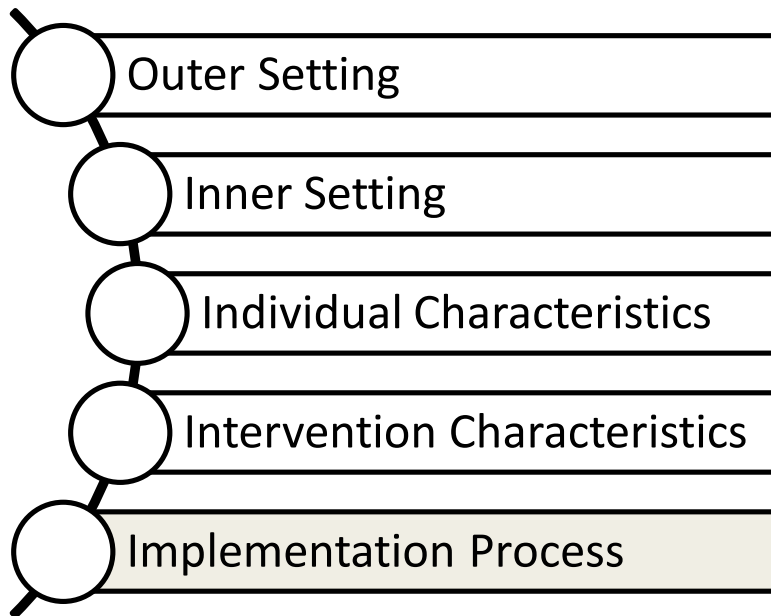 Outer Setting
Inner Setting
Individual Characteristics
Intervention Characteristics
Implementation Process